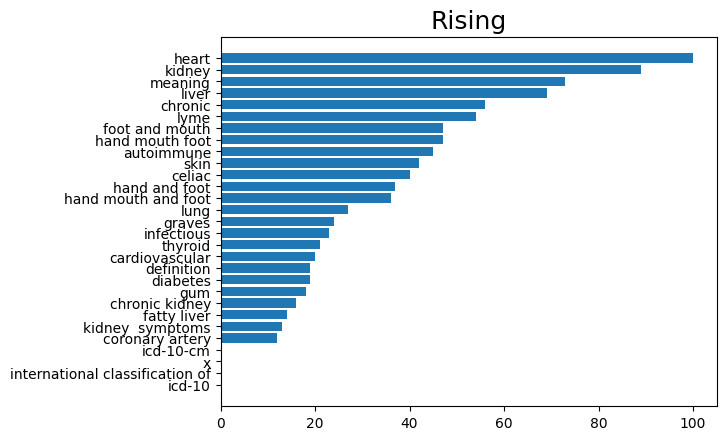 Rising
heart
kidney
meaning
liver
chronic
lyme
foot and mouth
hand mouth foot
autoimmune
skin
celiac
hand and foot
hand mouth and foot
lung
graves
infectious
thyroid
cardiovascular
definition
diabetes
gum
chronic kidney
fatty liver
kidney  symptoms
coronary artery
icd-10-cm
x
international classification of
icd-10
0 20 40 60 80 100